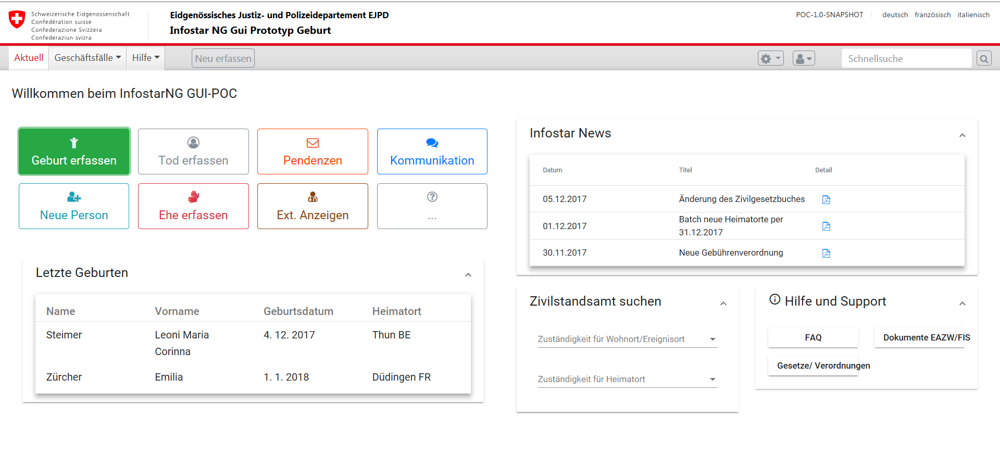 Schweizerische Eidgenossenschaft
Confédération suisse
Confederazione Svizzera
Confederaziun svizra
Eidgenössisches Justiz- und Polizeidepartement EJPD
Infostar NG Gui Prototyp Geburt
POC-1.0-SNAPSHOT deutsch französisch italienisch
Aktuell Geschäftsfälle Hilfe Neu erfassen Schnellsuche
Willkommen beim InfostarNG GUI-POC
Geburt erfassen Tod erfassen Pendenzen Kommunikation
Neue Person Ehe erfassen Ext. Anzeigen ...
Letzte Geburten
Name Vorname Geburtsdatum Heimatort
Steimer Leoni Maria 4. 12. 2017 Thun BE
Corinna
Zürcher Emilia 1. 1. 2018 Düdingen FR
Infostar News
Datum Titel Detail
05.12.2017 Änderung des Zivilgesetzbuches
01.12.2017 Batch neue Heimatorte per
31.12.2017
30.11.2017 Neue Gebührenverordnung
Zivilstandsamt suchen
Zuständigkeit für Wohnort/Ereignisort
Zuständigkeit für Heimatort
Hilfe und Support
FAQ Dokumente EAZW/FIS
Gesetze/ Verordnungen